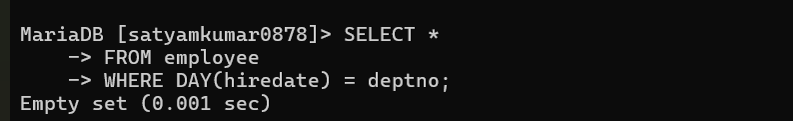 MariaDB [satyamkumar0878]> SELECT *
    -> FROM employee
    -> WHERE DAY(hiredate) = deptno;
Empty set (0.001 sec)